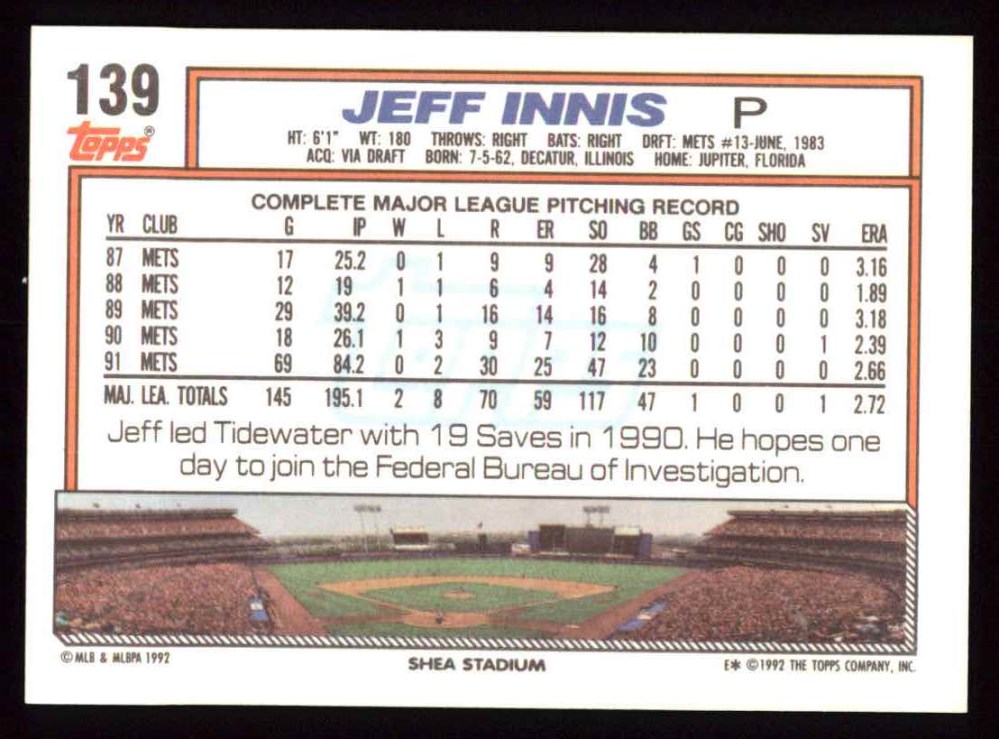 139
topps®
JEFF INNIS P
HT: 6'1" WT: 180 THROWS: RIGHT BATS: RIGHT DRFT: METS #13-JUNE, 1983
ACQ: VIA DRAFT BORN: 7-5-62, DECATUR, ILLINOIS HOME: JUPITER, FLORIDA
COMPLETE MAJOR LEAGUE PITCHING RECORD
YR CLUB G IP W L R ER SO BB GS CG SHO SV ERA
87 METS 17 25.2 0 1 9 9 28 4 1 0 0 0 3.16
88 METS 12 19 1 1 6 4 14 2 0 0 0 0 1.89
89 METS 29 39.2 0 1 16 14 16 8 0 0 0 0 3.18
90 METS 18 26.1 1 3 9 7 12 10 0 0 0 1 2.39
91 METS 69 84.2 0 2 30 25 47 23 0 0 0 0 2.66
MAJ. LEA. TOTALS 145 195.1 2 8 70 59 117 47 1 0 0 1 2.72
Jeff led Tidewater with 19 Saves in 1990. He hopes one
day to join the Federal Bureau of Investigation.
© MLB & MLBPA 1992 SHEA STADIUM E* ©1992 THE TOPPS COMPANY, INC.